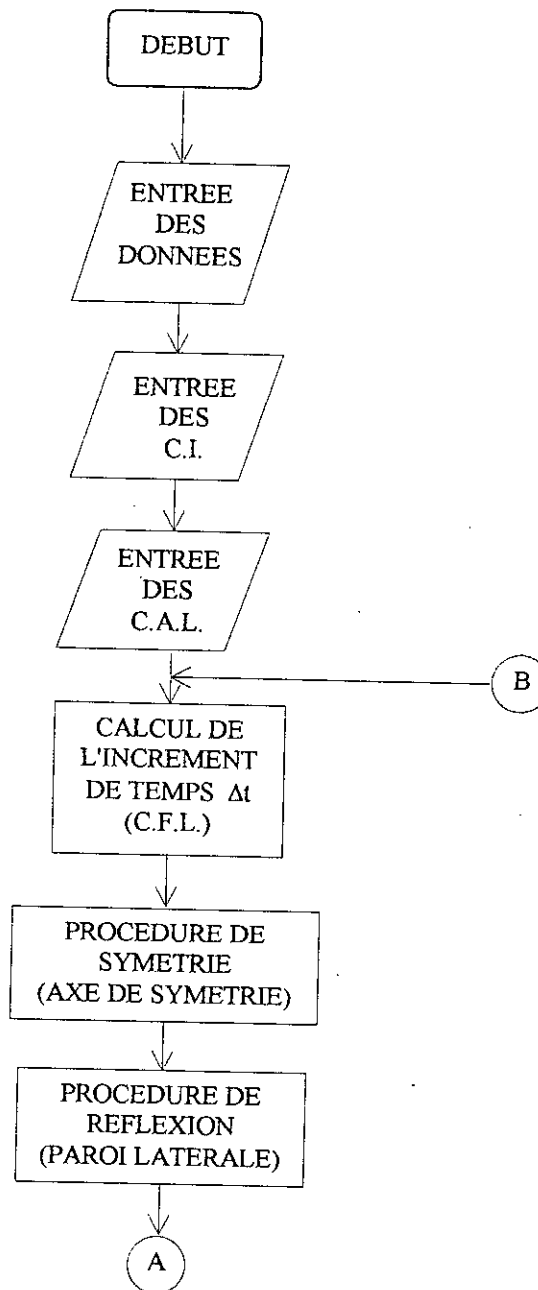 DEBUT
ENTREE
DES
DONNEES
ENTREE
DES
C.I.
ENTREE
DES
C.A.L.
B
CALCUL DE
L'INCREMENT
DE TEMPS Δt
(C.F.L.)
PROCEDURE DE
SYMETRIE
(AXE DE SYMETRIE)
PROCEDURE DE
REFLEXION
(PAROI LATERALE)
A